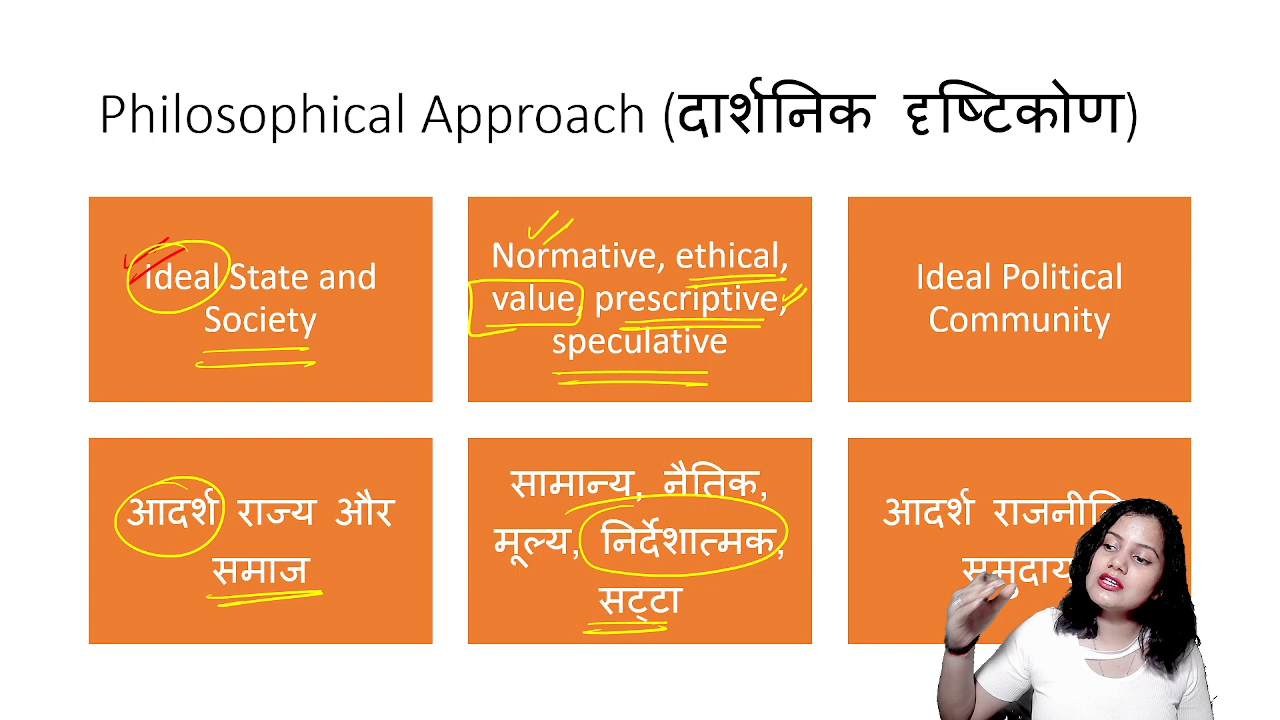 Philosophical Approach (दार्शनिक दृष्टिकोण)
ideal State and
Society
Normative, ethical,
value, prescriptive,
speculative
Ideal Political
Community
आदर्श राज्य और
समाज
सामान्य, नैतिक,
मूल्य, निर्देशात्मक,
सट्टा
आदर्श